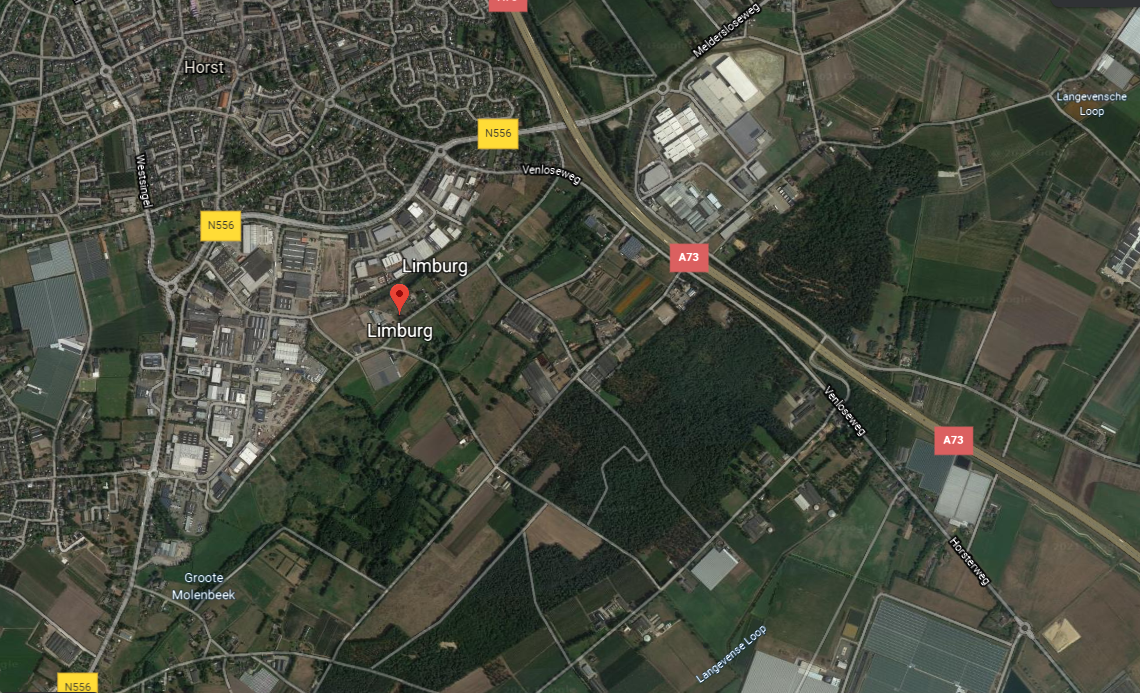 A73
Meldersloseweg
Horst
Langevensche
Loop
N556
Venloseweg
Westsingel
N556
A73
Limburg
Limburg
Venloseweg
A73
Horsterweg
Groote
Molenbeek
Langevense Loop
N556